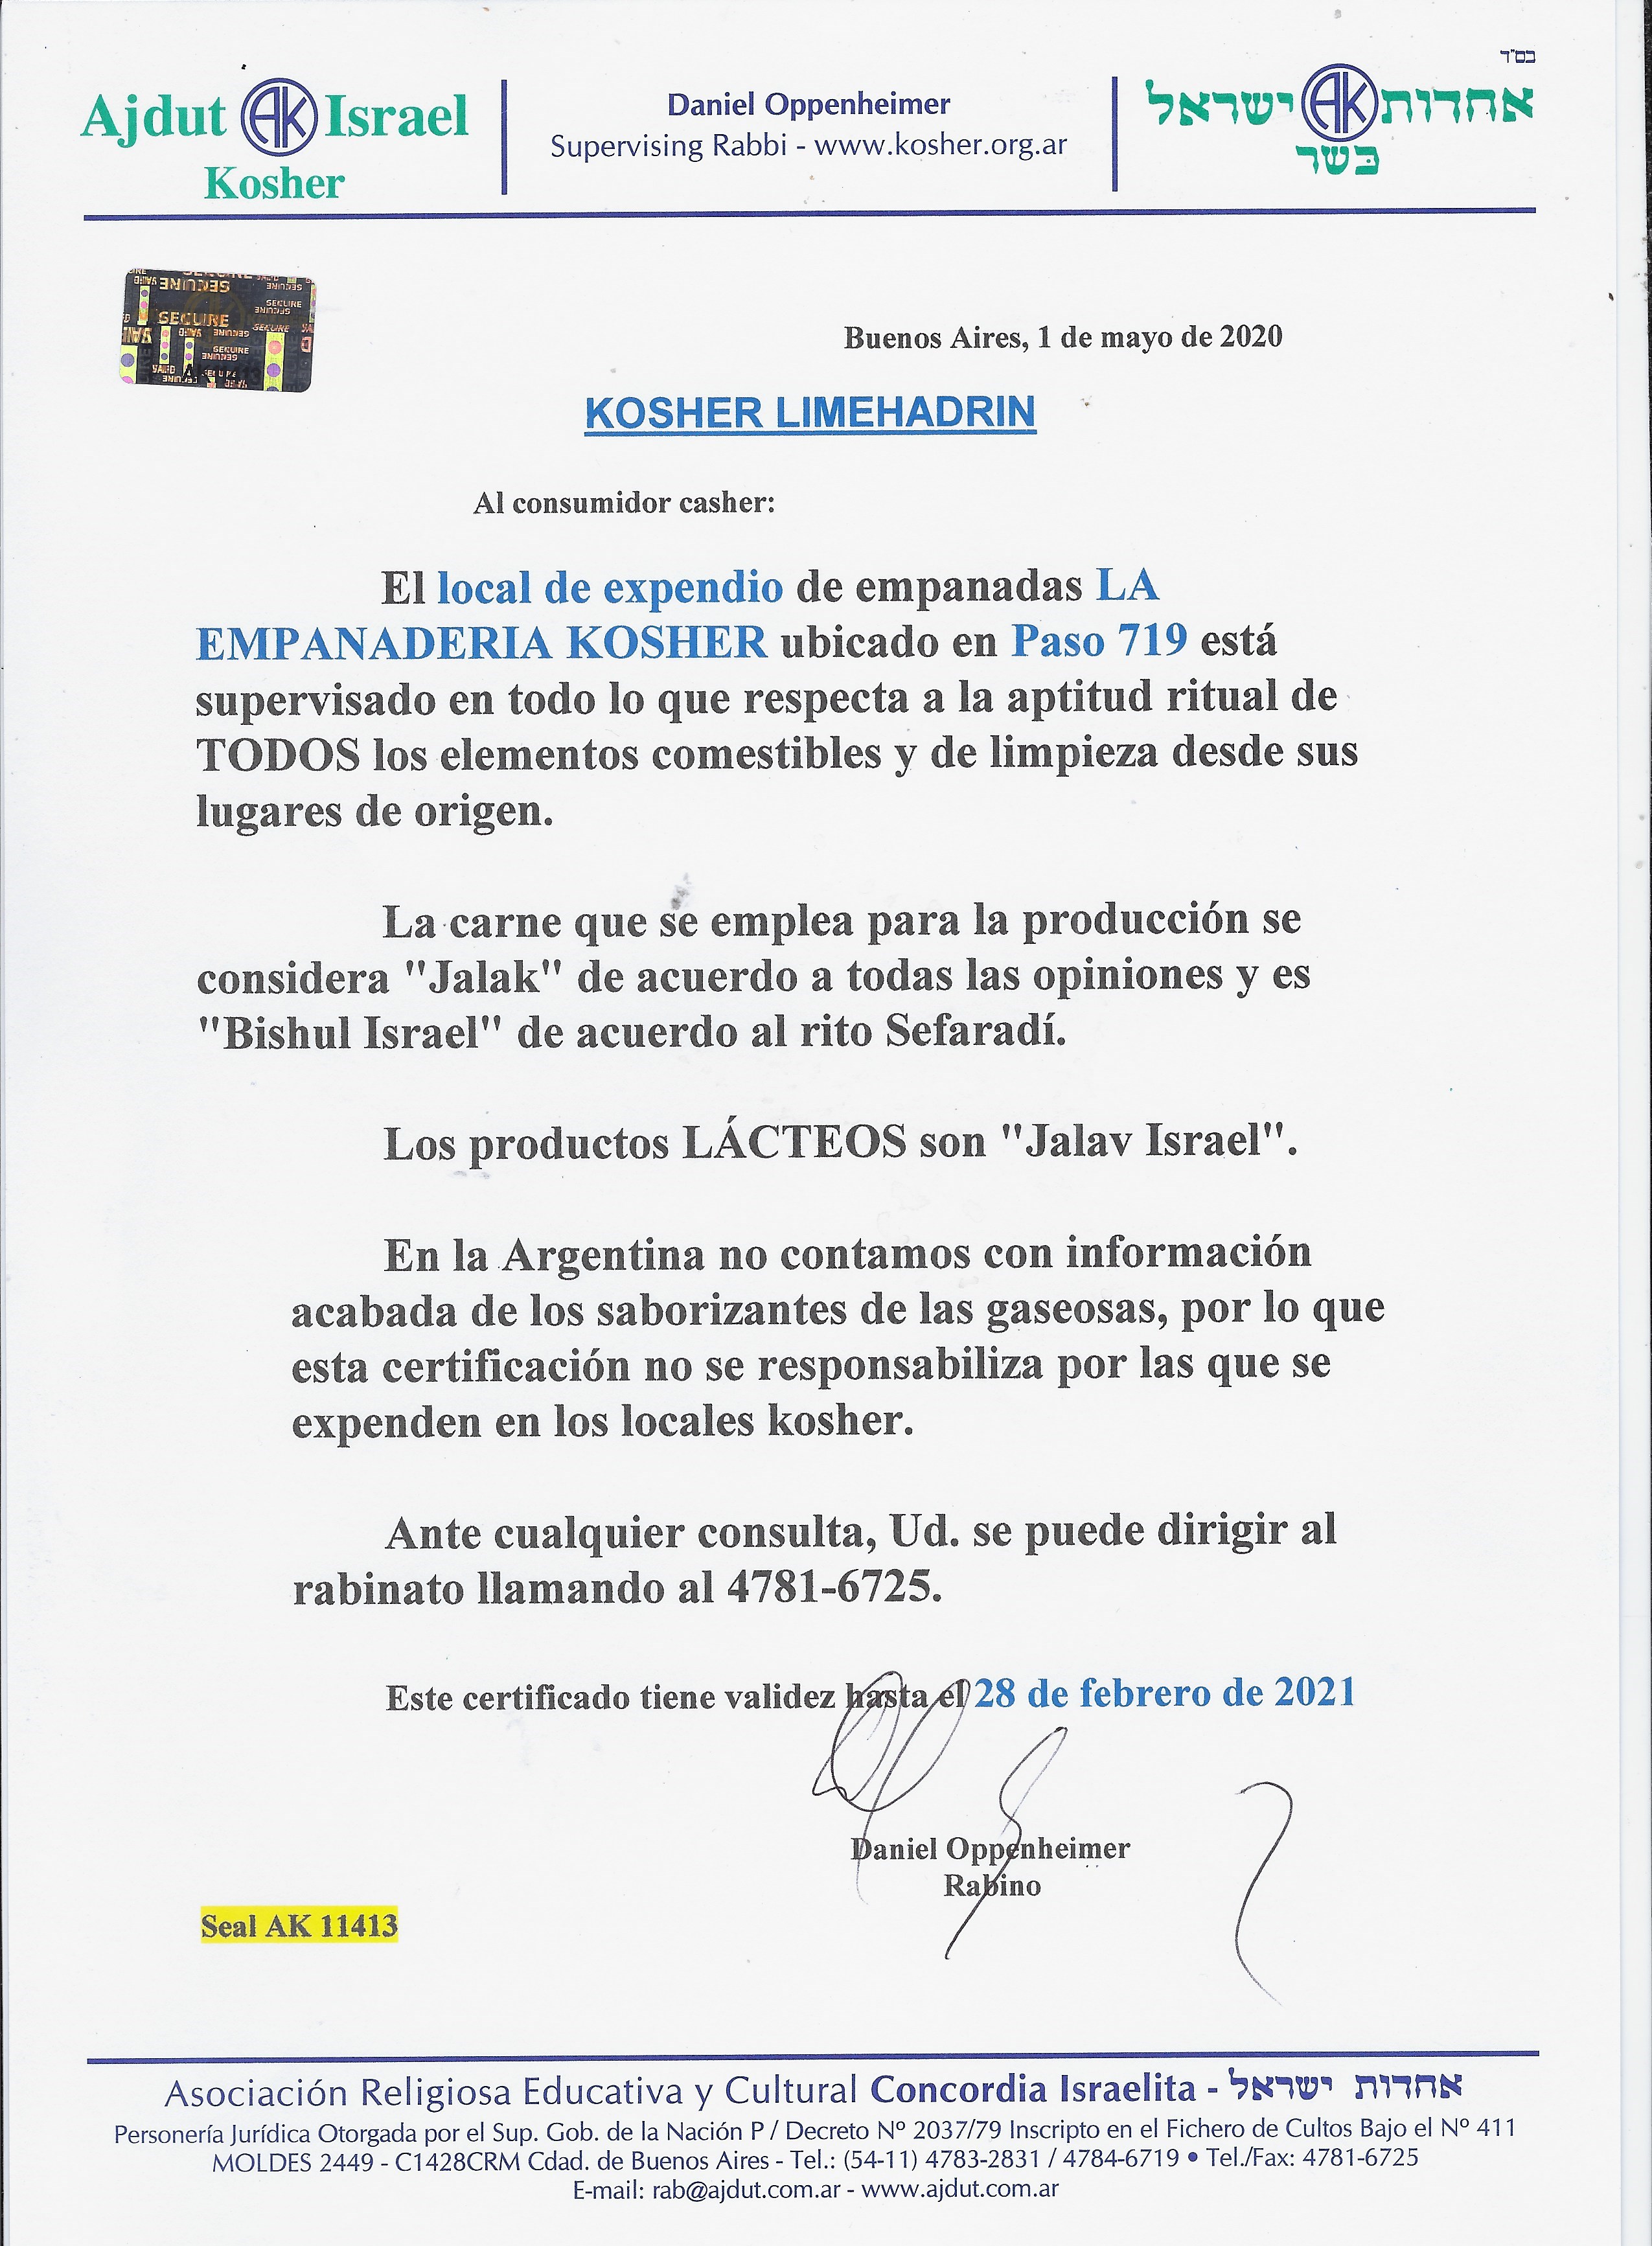 בס"ד
Ajdut AK Israel
Kosher
Daniel Oppenheimer
Supervising Rabbi - www.kosher.org.ar
אחדות AK ישראל
כשר
SECURE
Buenos Aires, 1 de mayo de 2020
KOSHER LIMEHADRIN
Al consumidor casher:
El local de expendio de empanadas LA
EMPANADERIA KOSHER ubicado en Paso 719 está
supervisado en todo lo que respecta a la aptitud ritual de
TODOS los elementos comestibles y de limpieza desde sus
lugares de origen.
La carne que se emplea para la producción se
considera "Jalak" de acuerdo a todas las opiniones y es
"Bishul Israel" de acuerdo al rito Sefaradí.
Los productos LÁCTEOS son "Jalav Israel".
En la Argentina no contamos con información
acabada de los saborizantes de las gaseosas, por lo que
esta certificación no se responsabiliza por las que se
expenden en los locales kosher.
Ante cualquier consulta, Ud. se puede dirigir al
rabinato llamando al 4781-6725.
Este certificado tiene validez hasta el 28 de febrero de 2021
Daniel Oppenheimer
Rabino
Seal AK 11413
Asociación Religiosa Educativa y Cultural Concordia Israelita - אחדות ישראל
Personería Jurídica Otorgada por el Sup. Gob. de la Nación P / Decreto Nº 2037/79 Inscripto en el Fichero de Cultos Bajo el Nº 411
MOLDES 2449 - C1428CRM Cdad. de Buenos Aires - Tel.: (54-11) 4783-2831 / 4784-6719 • Tel./Fax: 4781-6725
E-mail: rab@ajdut.com.ar - www.ajdut.com.ar